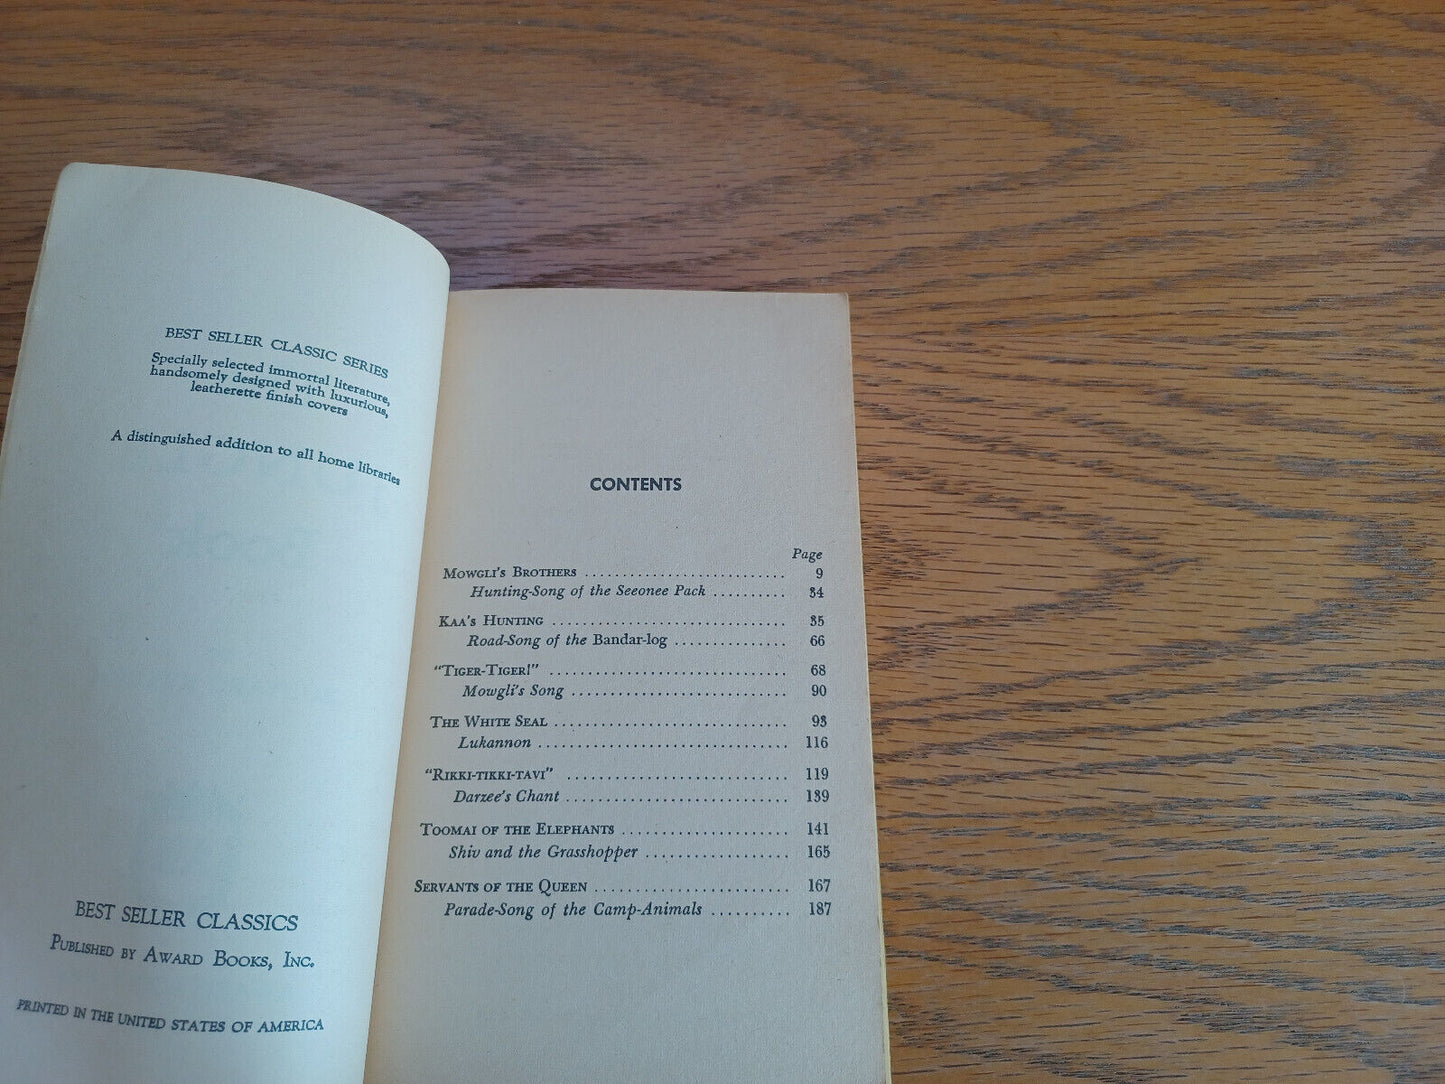 BEST SELLER CLASSIC SERIES
Specially selected immortal literature,
handsomely designed with luxurious,
leatherette finish covers
A distinguished addition to all home libraries
BEST SELLER CLASSICS
PUBLISHED BY AWARD BOOKS, INC.
PRINTED IN THE UNITED STATES OF AMERICA
CONTENTS
Page
MOWGLI'S BROTHERS ........................... 9
Hunting-Song of the Seeonee Pack .......... 34
KAA'S HUNTING ............................... 35
Road-Song of the Bandar-log ............... 66
"TIGER-TIGER!" ............................... 68
Mowgli's Song ............................. 90
THE WHITE SEAL ............................... 93
Lukannon ................................. 116
"RIKKI-TIKKI-TAVI" ............................. 119
Darzee's Chant ............................. 139
TOOMAI OF THE ELEPHANTS ...................... 141
Shiv and the Grasshopper ................... 165
SERVANTS OF THE QUEEN ......................... 167
Parade-Song of the Camp-Animals .......... 187